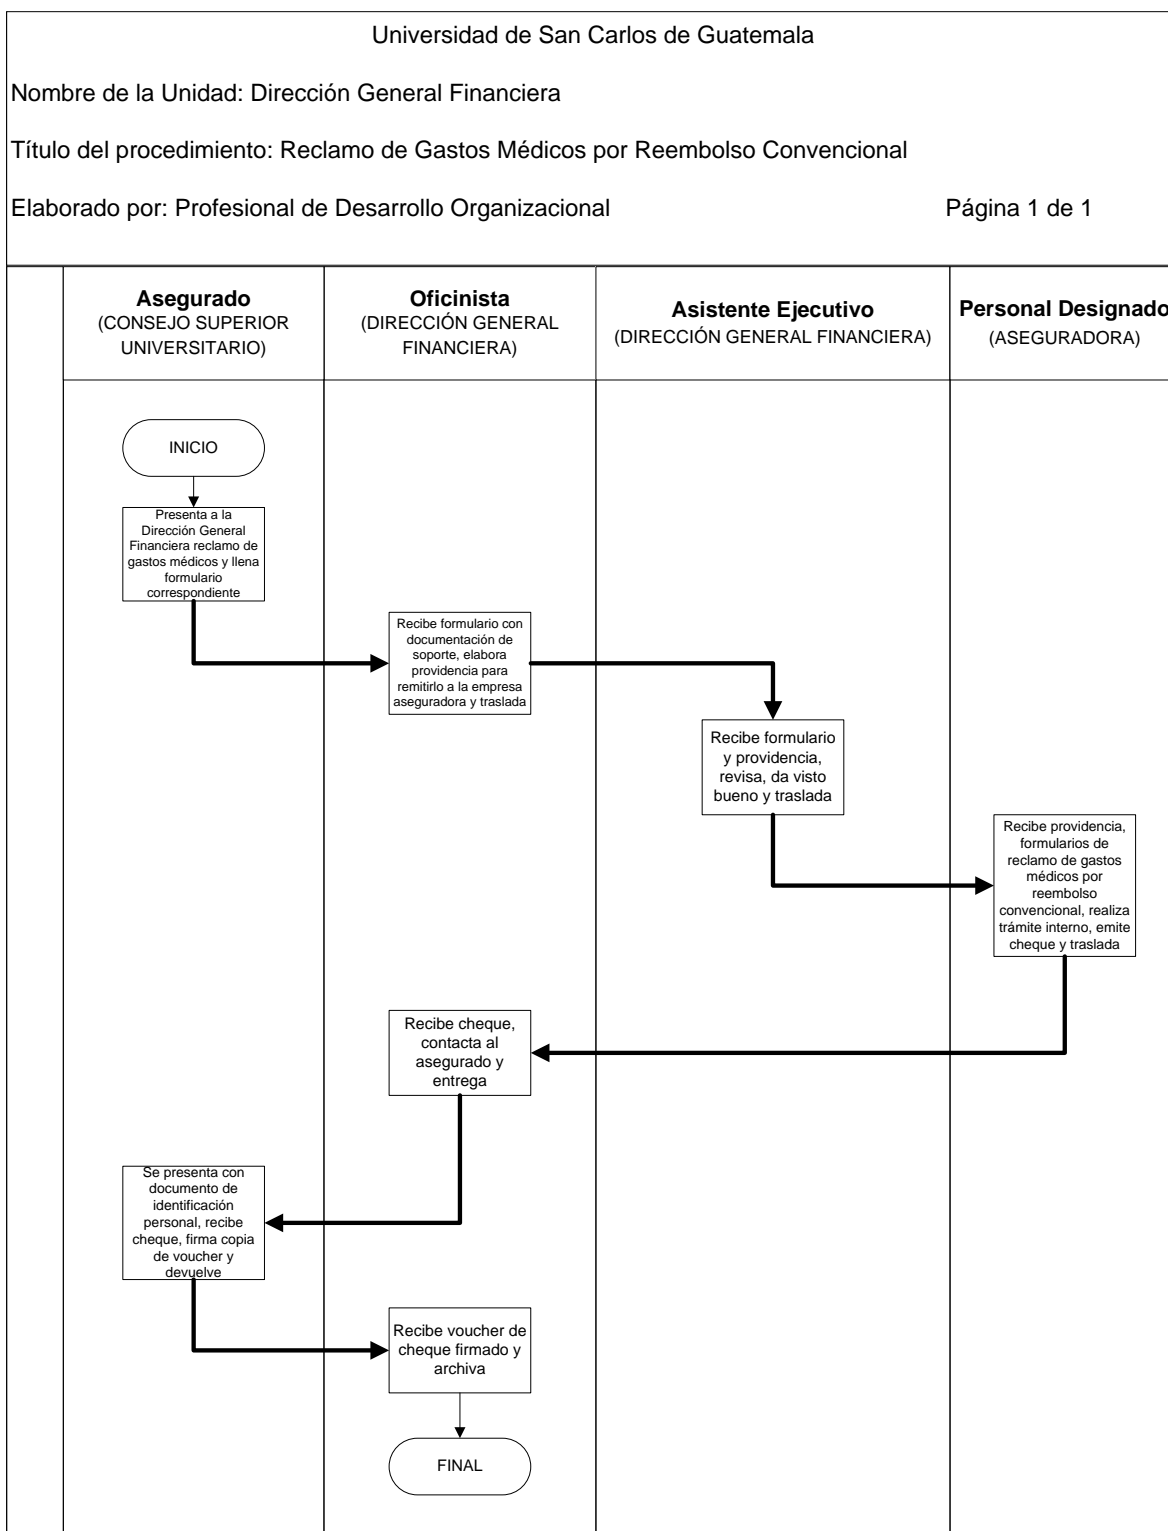 Universidad de San Carlos de Guatemala
Nombre de la Unidad: Dirección General Financiera
Título del procedimiento: Reclamo de Gastos Médicos por Reembolso Convencional
Elaborado por: Profesional de Desarrollo Organizacional
Página 1 de 1
Asegurado
(CONSEJO SUPERIOR
UNIVERSITARIO)
Oficinista
(DIRECCIÓN GENERAL
FINANCIERA)
Asistente Ejecutivo
(DIRECCIÓN GENERAL FINANCIERA)
Personal Designado
(ASEGURADORA)
INICIO
Presenta a la
Dirección General
Financiera reclamo de
gastos médicos y llena
formulario
correspondiente
Recibe formulario con
documentación de
soporte, elabora
providencia para
remitirlo a la empresa
aseguradora y traslada
Recibe formulario
y providencia,
revisa, da visto
bueno y traslada
Recibe providencia,
formularios de
reclamo de gastos
médicos por
reembolso
convencional, realiza
trámite interno, emite
cheque y traslada
Recibe cheque,
contacta al
asegurado y
entrega
Se presenta con
documento de
identificación
personal, recibe
cheque, firma copia
de voucher y
devuelve
Recibe voucher de
cheque firmado y
archiva
FINAL